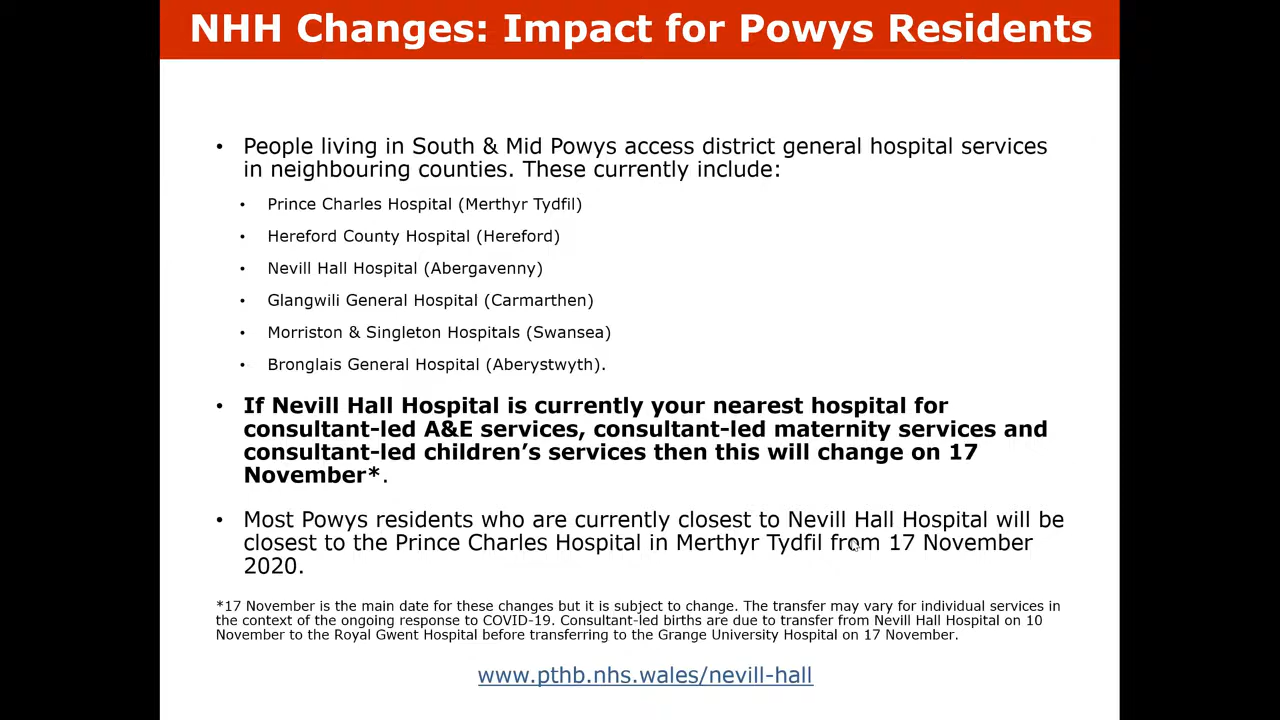 NHH Changes: Impact for Powys Residents
• People living in South & Mid Powys access district general hospital services
in neighbouring counties. These currently include:
• Prince Charles Hospital (Merthyr Tydfil)
• Hereford County Hospital (Hereford)
• Nevill Hall Hospital (Abergavenny)
• Glangwili General Hospital (Carmarthen)
• Morriston & Singleton Hospitals (Swansea)
• Bronglais General Hospital (Aberystwyth).
• If Nevill Hall Hospital is currently your nearest hospital for
consultant-led A&E services, consultant-led maternity services and
consultant-led children’s services then this will change on 17
November*.
• Most Powys residents who are currently closest to Nevill Hall Hospital will be
closest to the Prince Charles Hospital in Merthyr Tydfil from 17 November
2020.
*17 November is the main date for these changes but it is subject to change. The transfer may vary for individual services in
the context of the ongoing response to COVID-19. Consultant-led births are due to transfer from Nevill Hall Hospital on 10
November to the Royal Gwent Hospital before transferring to the Grange University Hospital on 17 November.
www.pthb.nhs.wales/nevill-hall